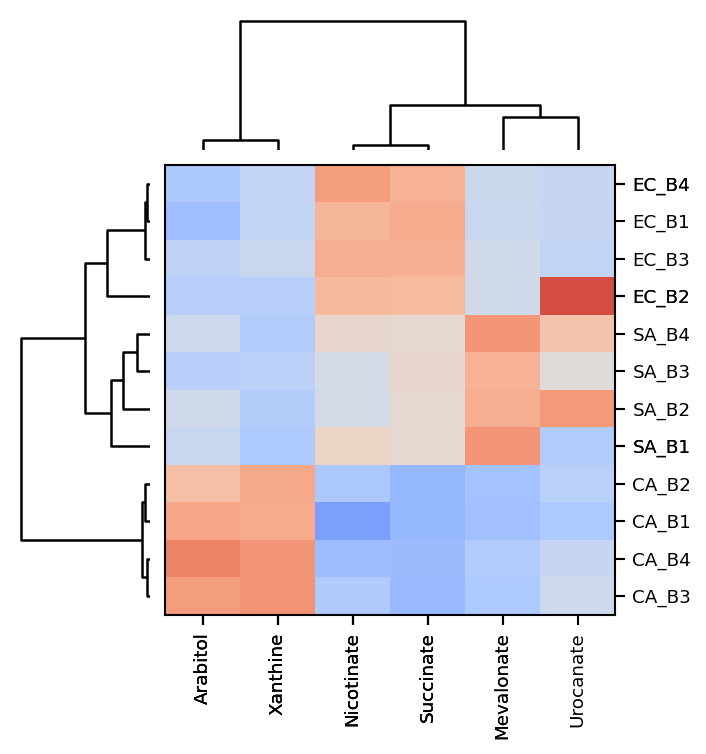 EC_B4
EC_B1
EC_B3
EC_B2
SA_B4
SA_B3
SA_B2
SA_B1
CA_B2
CA_B1
CA_B4
CA_B3
Arabitol
Xanthine
Nicotinate
Succinate
Mevalonate
Urocanate